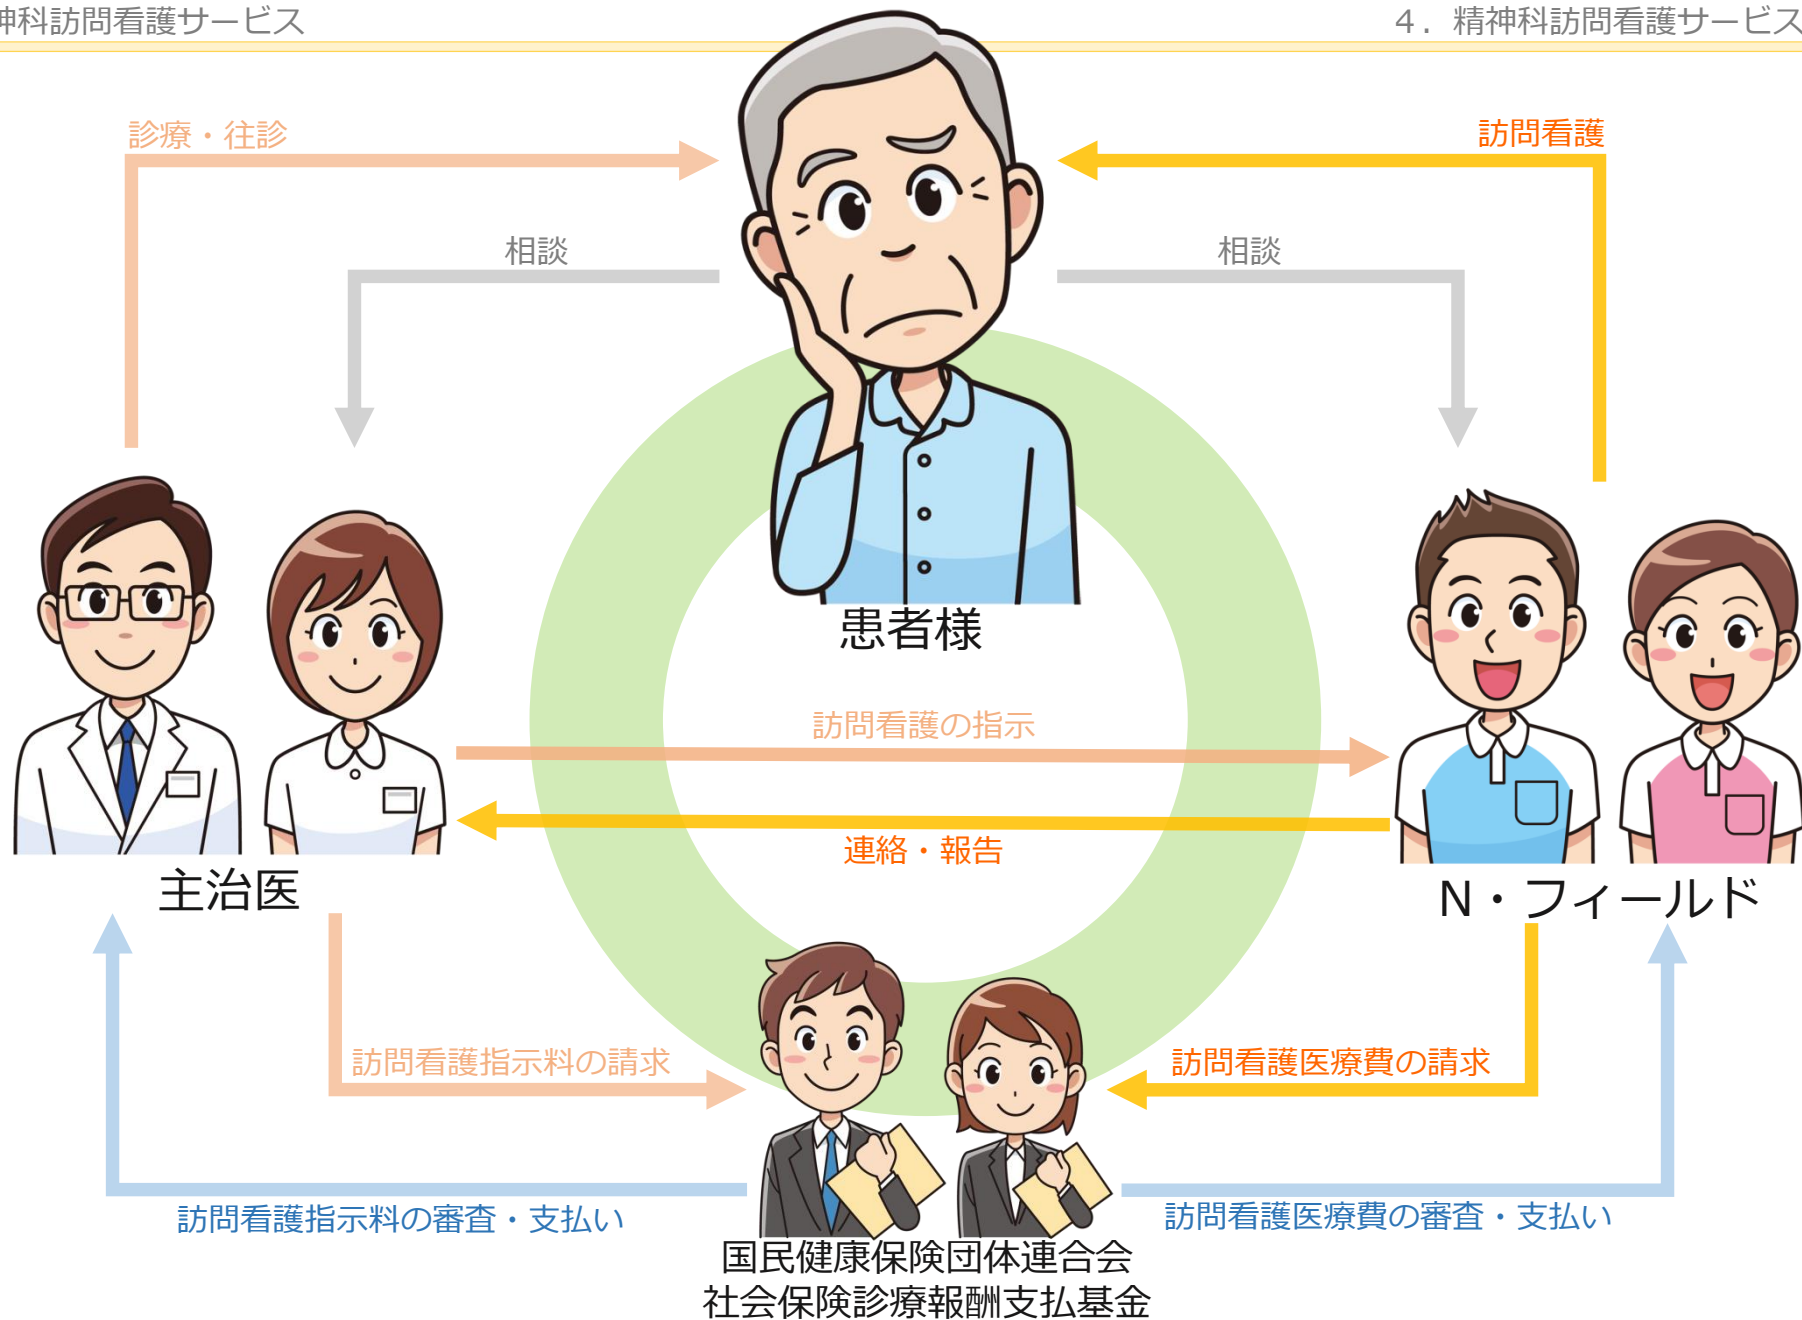 神科訪問看護サービス
4．精神科訪問看護サービス
診療・往診
訪問看護
相談
相談
患者様
訪問看護の指示
連絡・報告
主治医
N・フィールド
訪問看護指示料の請求
訪問看護医療費の請求
訪問看護指示料の審査・支払い
訪問看護医療費の審査・支払い
国民健康保険団体連合会
社会保険診療報酬支払基金